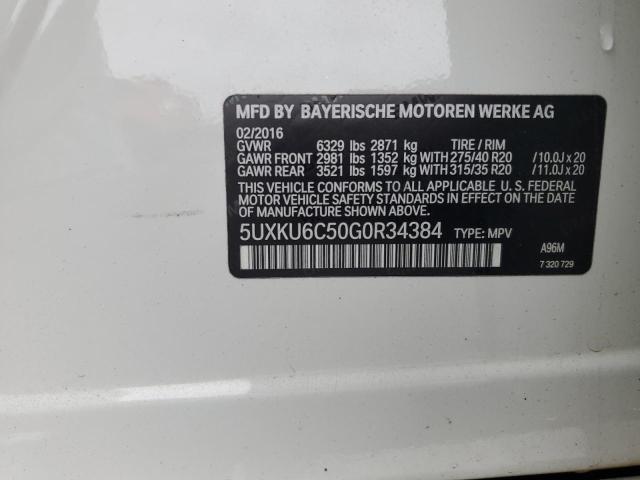 MFD BY BAYERISCHE MOTOREN WERKE AG
02/2016
GVWR 6329 lbs 2871 kg TIRE / RIM
GAWR FRONT 2981 lbs 1352 kg WITH 275/40 R20 /10.0J x 20
GAWR REAR 3521 lbs 1597 kg WITH 315/35 R20 /11.0J x 20
THIS VEHICLE CONFORMS TO ALL APPLICABLE U. S. FEDERAL
MOTOR VEHICLE SAFETY STANDARDS IN EFFECT ON THE DATE
OF MANUFACTURE SHOWN ABOVE.
5UXKU6C50G0R34384 TYPE: MPV
A96M
7 320 729